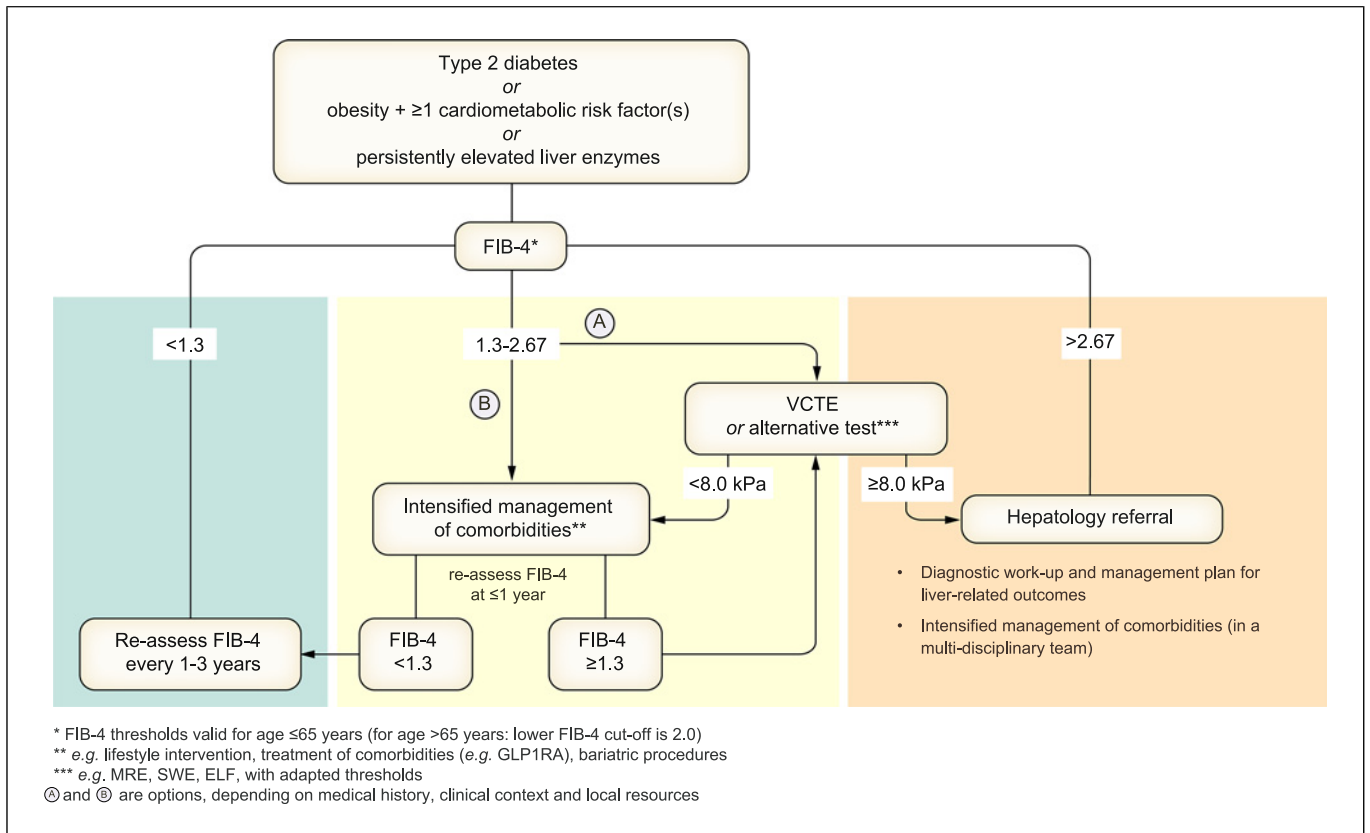 Type 2 diabetes
or
obesity + ≥1 cardiometabolic risk factor(s)
or
persistently elevated liver enzymes
FIB-4*
<1.3
1.3-2.67
A
>2.67
B
VCTE
or alternative test***
<8.0 kPa
≥8.0 kPa
Intensified management
of comorbidities**
Hepatology referral
re-assess FIB-4
at ≤1 year
• Diagnostic work-up and management plan for
liver-related outcomes
• Intensified management of comorbidities (in a
multi-disciplinary team)
Re-assess FIB-4
every 1-3 years
FIB-4
<1.3
FIB-4
≥1.3
* FIB-4 thresholds valid for age ≤65 years (for age >65 years: lower FIB-4 cut-off is 2.0)
** e.g. lifestyle intervention, treatment of comorbidities (e.g. GLP1RA), bariatric procedures
*** e.g. MRE, SWE, ELF, with adapted thresholds
Ⓐ and Ⓑ are options, depending on medical history, clinical context and local resources